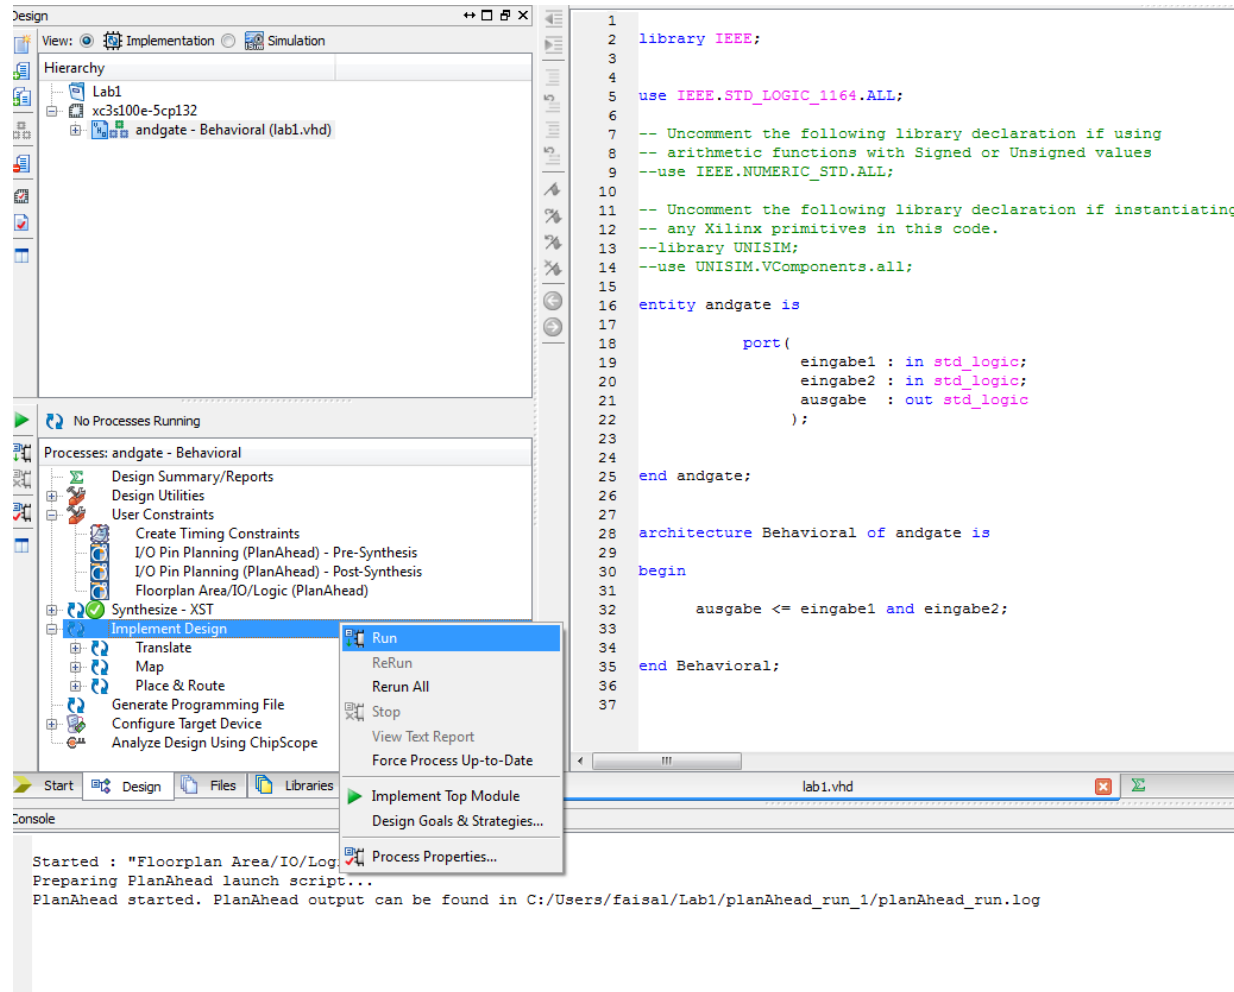 Design
View: Implementation Simulation
Hierarchy
Lab1
xc3s100e-5cp132
andgate - Behavioral (lab1.vhd)
No Processes Running
Processes: andgate - Behavioral
Design Summary/Reports
Design Utilities
User Constraints
Create Timing Constraints
I/O Pin Planning (PlanAhead) - Pre-Synthesis
I/O Pin Planning (PlanAhead) - Post-Synthesis
Floorplan Area/IO/Logic (PlanAhead)
Synthesize - XST
Implement Design
Translate
Map
Place & Route
Generate Programming File
Configure Target Device
Analyze Design Using ChipScope
Run
ReRun
Rerun All
Stop
View Text Report
Force Process Up-to-Date
Implement Top Module
Design Goals & Strategies...
Process Properties...
Start Design Files Libraries
1
2 library IEEE;
3
4
5 use IEEE.STD_LOGIC_1164.ALL;
6
7 -- Uncomment the following library declaration if using
8 -- arithmetic functions with Signed or Unsigned values
9 --use IEEE.NUMERIC_STD.ALL;
10
11 -- Uncomment the following library declaration if instantiating
12 -- any Xilinx primitives in this code.
13 --library UNISIM;
14 --use UNISIM.VComponents.all;
15
16 entity andgate is
17
18 port(
19 eingabe1 : in std_logic;
20 eingabe2 : in std_logic;
21 ausgabe : out std_logic
22 );
23
24
25 end andgate;
26
27
28 architecture Behavioral of andgate is
29
30 begin
31
32 ausgabe <= eingabe1 and eingabe2;
33
34
35 end Behavioral;
36
37
lab1.vhd
Console
Started : "Floorplan Area/IO/Log
Preparing PlanAhead launch script...
PlanAhead started. PlanAhead output can be found in C:/Users/faisal/Lab1/planAhead_run_1/planAhead_run.log